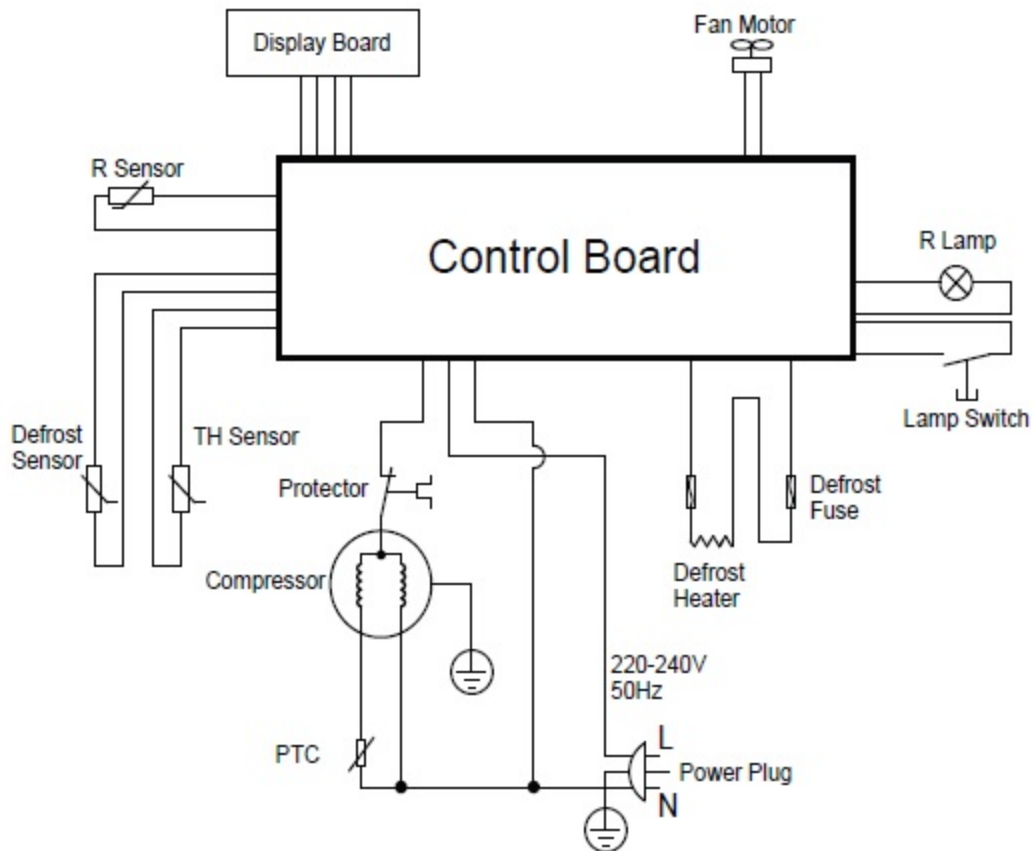 Display Board
Fan Motor
R Sensor
Control Board
R Lamp
Lamp Switch
Defrost
Sensor
TH Sensor
Protector
Defrost
Fuse
Compressor
Defrost
Heater
220-240V
50Hz
PTC
L
Power Plug
N